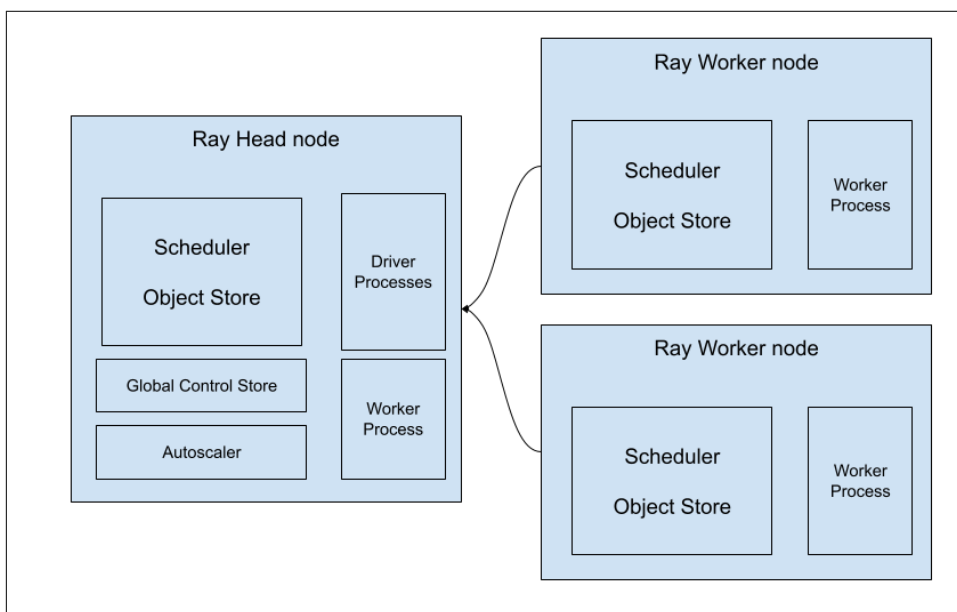 Ray Head node
Scheduler
Object Store
Driver
Processes
Global Control Store
Autoscaler
Worker
Process
Ray Worker node
Scheduler
Object Store
Worker
Process
Ray Worker node
Scheduler
Object Store
Worker
Process